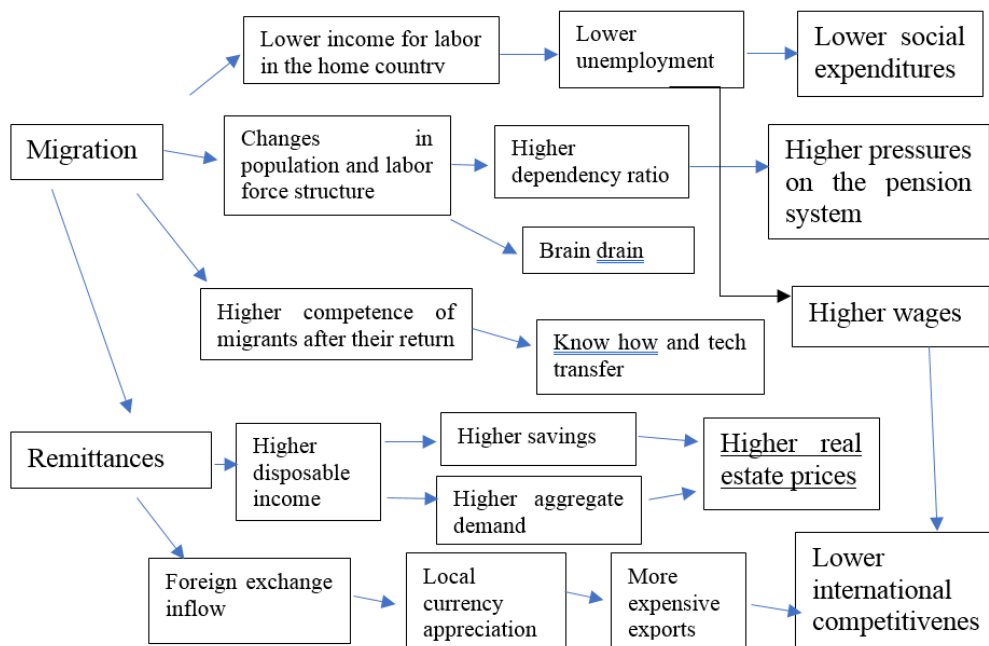 Lower income for labor
in the home country
Lower
unemployment
Lower social
expenditures
Migration
Changes in
population and labor
force structure
Higher
dependency ratio
Higher pressures
on the pension
system
Brain drain
Higher competence of
migrants after their return
Know how and tech
transfer
Higher wages
Remittances
Higher
disposable
income
Higher savings
Higher aggregate
demand
Higher real
estate prices
Foreign exchange
inflow
Local
currency
appreciation
More
expensive
exports
Lower
international
competitivenes